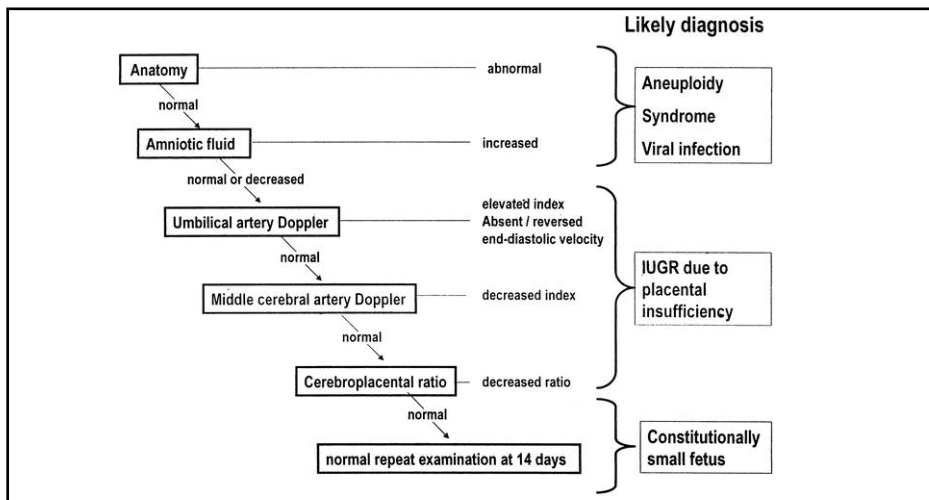 Likely diagnosis
Anatomy
abnormal
normal
Amniotic fluid
increased
Aneuploidy
Syndrome
Viral infection
normal or decreased
Umbilical artery Doppler
elevated index
Absent / reversed
end-diastolic velocity
normal
Middle cerebral artery Doppler
decreased index
IUGR due to
placental
insufficiency
normal
Cerebroplacental ratio
decreased ratio
normal
normal repeat examination at 14 days
Constitutionally
small fetus